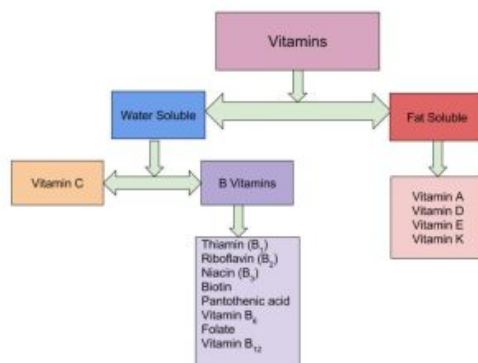 Vitamins
Water Soluble
Fat Soluble
Vitamin C
B Vitamins
Vitamin A
Vitamin D
Vitamin E
Vitamin K
Thiamin (B₁)
Riboflavin (B₂)
Niacin (B₃)
Biotin
Pantothenic acid
Vitamin B₆
Folate
Vitamin B₁₂